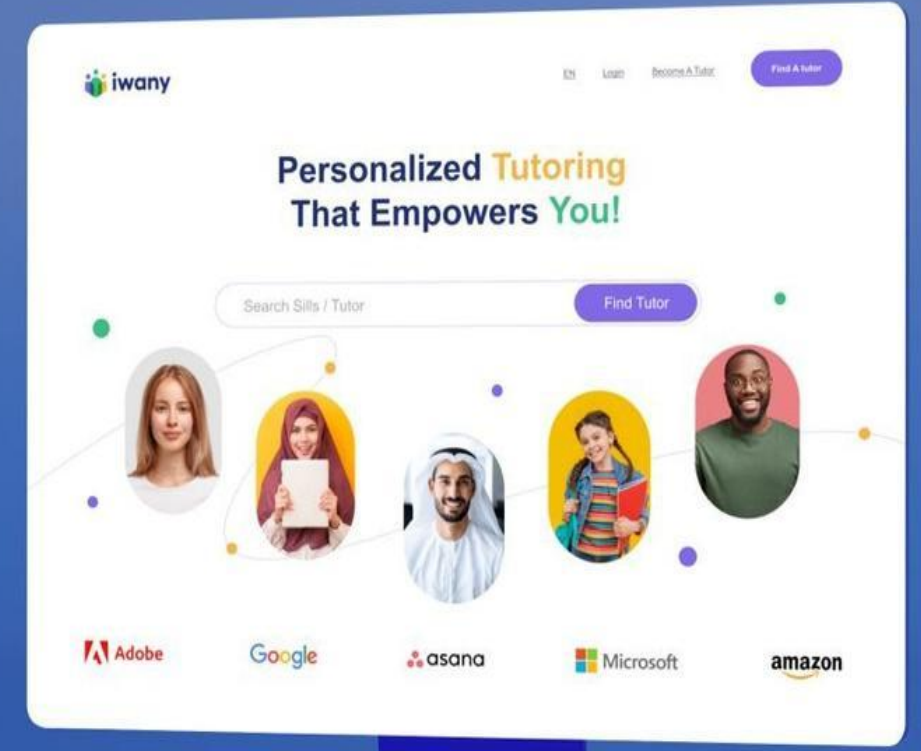 iwany
EN Login Become A Tutor Find A tutor
Personalized Tutoring
That Empowers You!
Search Sills / Tutor Find Tutor
Adobe Google asana Microsoft amazon